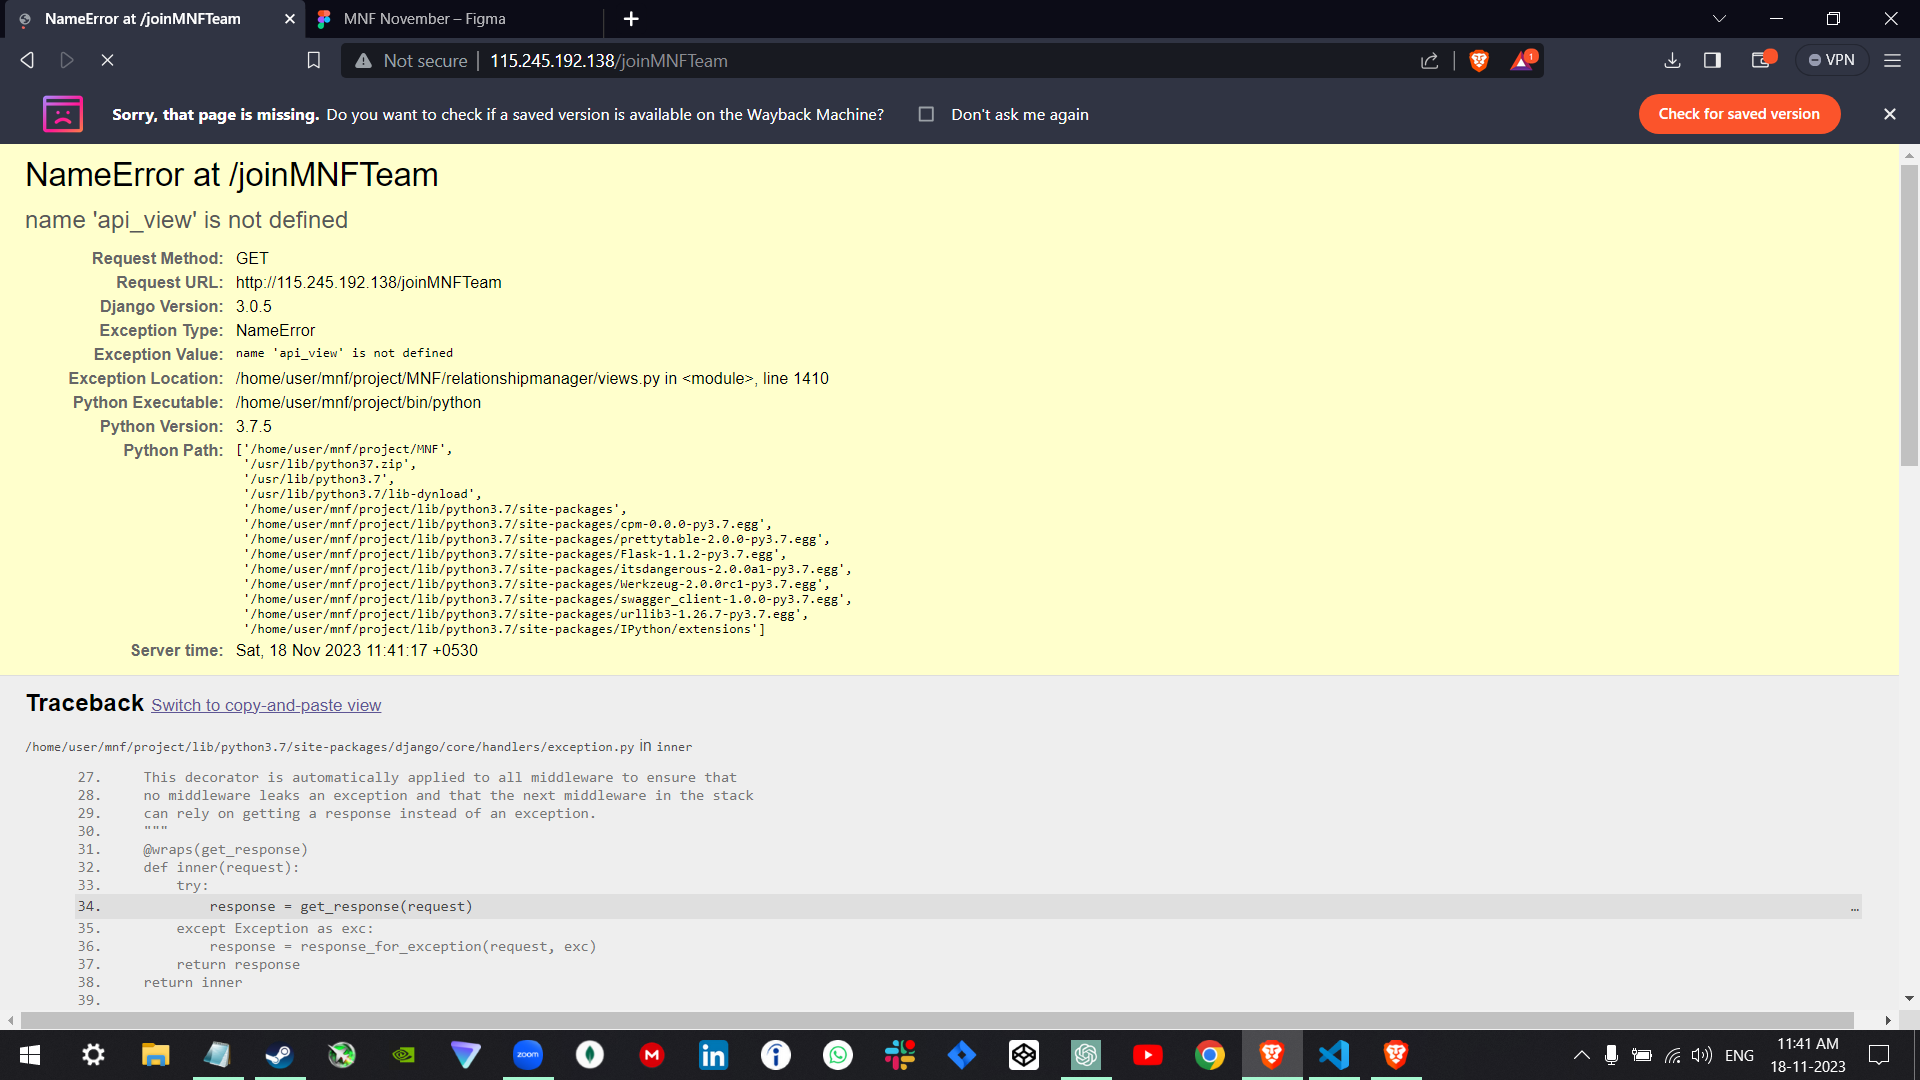 NameError at /joinMNFTeam
MNF November – Figma
Not secure
115.245.192.138/joinMNFTeam
1
VPN
Sorry, that page is missing. Do you want to check if a saved version is available on the Wayback Machine?
Don't ask me again
Check for saved version
NameError at /joinMNFTeam
name 'api_view' is not defined
Request Method: GET
Request URL: http://115.245.192.138/joinMNFTeam
Django Version: 3.0.5
Exception Type: NameError
Exception Value: name 'api_view' is not defined
Exception Location: /home/user/mnf/project/MNF/relationshipmanager/views.py in <module>, line 1410
Python Executable: /home/user/mnf/project/bin/python
Python Version: 3.7.5
Python Path: ['/home/user/mnf/project/MNF',
'/usr/lib/python37.zip',
'/usr/lib/python3.7',
'/usr/lib/python3.7/lib-dynload',
'/home/user/mnf/project/lib/python3.7/site-packages',
'/home/user/mnf/project/lib/python3.7/site-packages/cpm-0.0.0-py3.7.egg',
'/home/user/mnf/project/lib/python3.7/site-packages/prettytable-2.0.0-py3.7.egg',
'/home/user/mnf/project/lib/python3.7/site-packages/Flask-1.1.2-py3.7.egg',
'/home/user/mnf/project/lib/python3.7/site-packages/itsdangerous-2.0.0a1-py3.7.egg',
'/home/user/mnf/project/lib/python3.7/site-packages/Werkzeug-2.0.0rc1-py3.7.egg',
'/home/user/mnf/project/lib/python3.7/site-packages/swagger_client-1.0.0-py3.7.egg',
'/home/user/mnf/project/lib/python3.7/site-packages/urllib3-1.26.7-py3.7.egg',
'/home/user/mnf/project/lib/python3.7/site-packages/IPython/extensions']
Server time: Sat, 18 Nov 2023 11:41:17 +0530
Traceback Switch to copy-and-paste view
/home/user/mnf/project/lib/python3.7/site-packages/django/core/handlers/exception.py in inner
27. This decorator is automatically applied to all middleware to ensure that
28. no middleware leaks an exception and that the next middleware in the stack
29. can rely on getting a response instead of an exception.
30. """
31. @wraps(get_response)
32. def inner(request):
33. try:
34. response = get_response(request) …
35. except Exception as exc:
36. response = response_for_exception(request, exc)
37. return response
38. return inner
39.
zoom
M
in
ENG
11:41 AM
18-11-2023